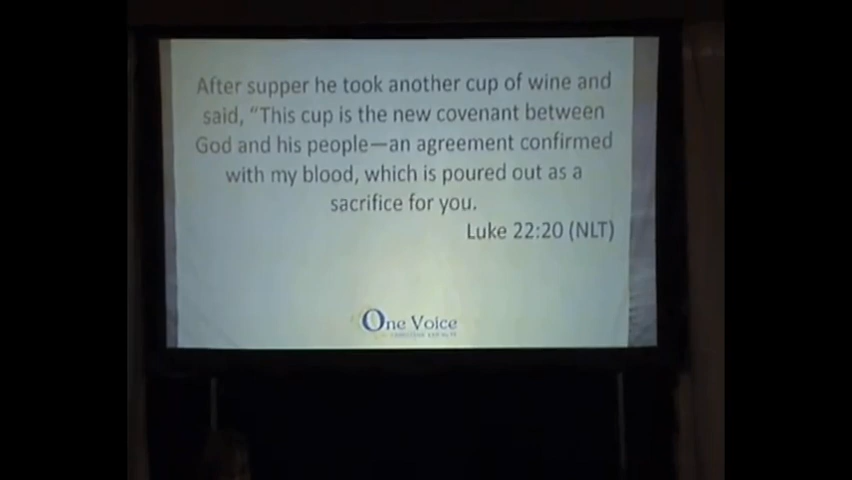 After supper he took another cup of wine and
said, “This cup is the new covenant between
God and his people—an agreement confirmed
with my blood, which is poured out as a
sacrifice for you.
Luke 22:20 (NLT)
One Voice